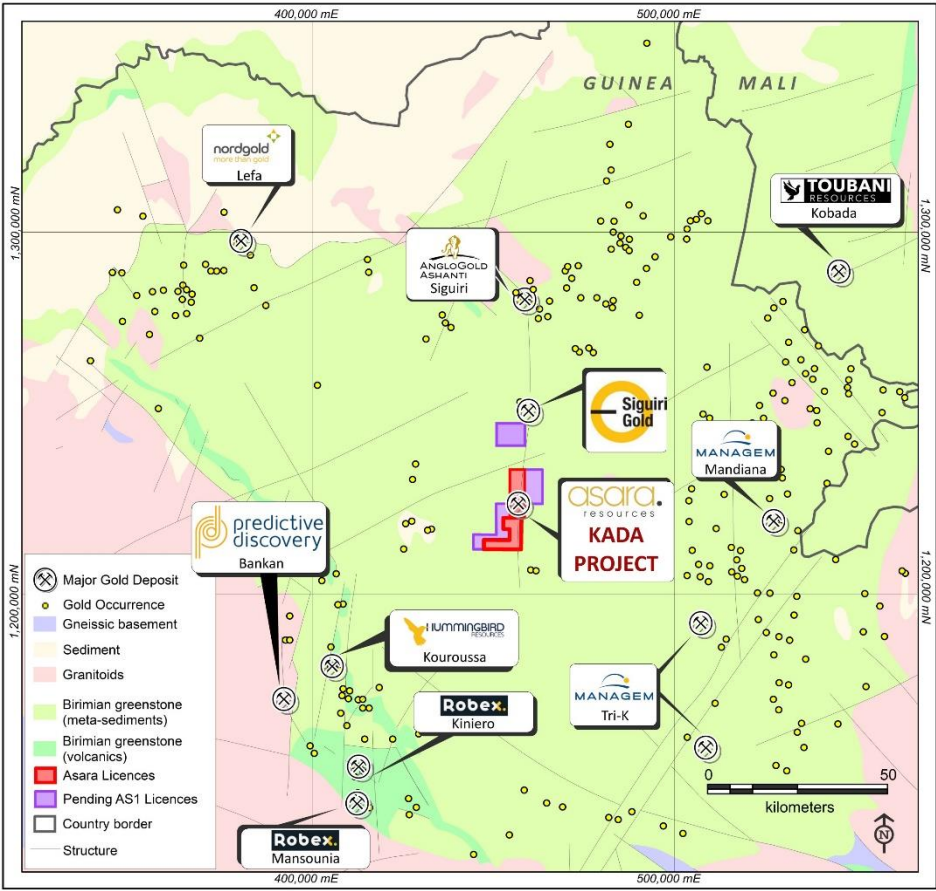 400,000 mE
500,000 mE
GUINEA
MALI
nordgold
more then gold
Lefa
TOUBANI
RESOURCES
Kobada
1,300,000 mN
1,300,000 mN
ANGLOGOLD
ASHANTI
Siguiri
Siguiri
Gold
MANAGEM
Mandiana
asara.
resources
KADA
PROJECT
predictive
discovery
Bankan
HUMMINGBIRD
RESOURCES
Kouroussa
1,200,000 mN
1,200,000 mN
MANAGEM
Tri-K
Robex.
Kiniero
Robex.
Mansounia
Major Gold Deposit
Gold Occurrence
Gneissic basement
Sediment
Granitoids
Birimian greenstone
(meta-sediments)
Birimian greenstone
(volcanics)
Asara Licences
Pending AS1 Licences
Country border
Structure
0
50
kilometers
N
400,000 mE
500,000 mE